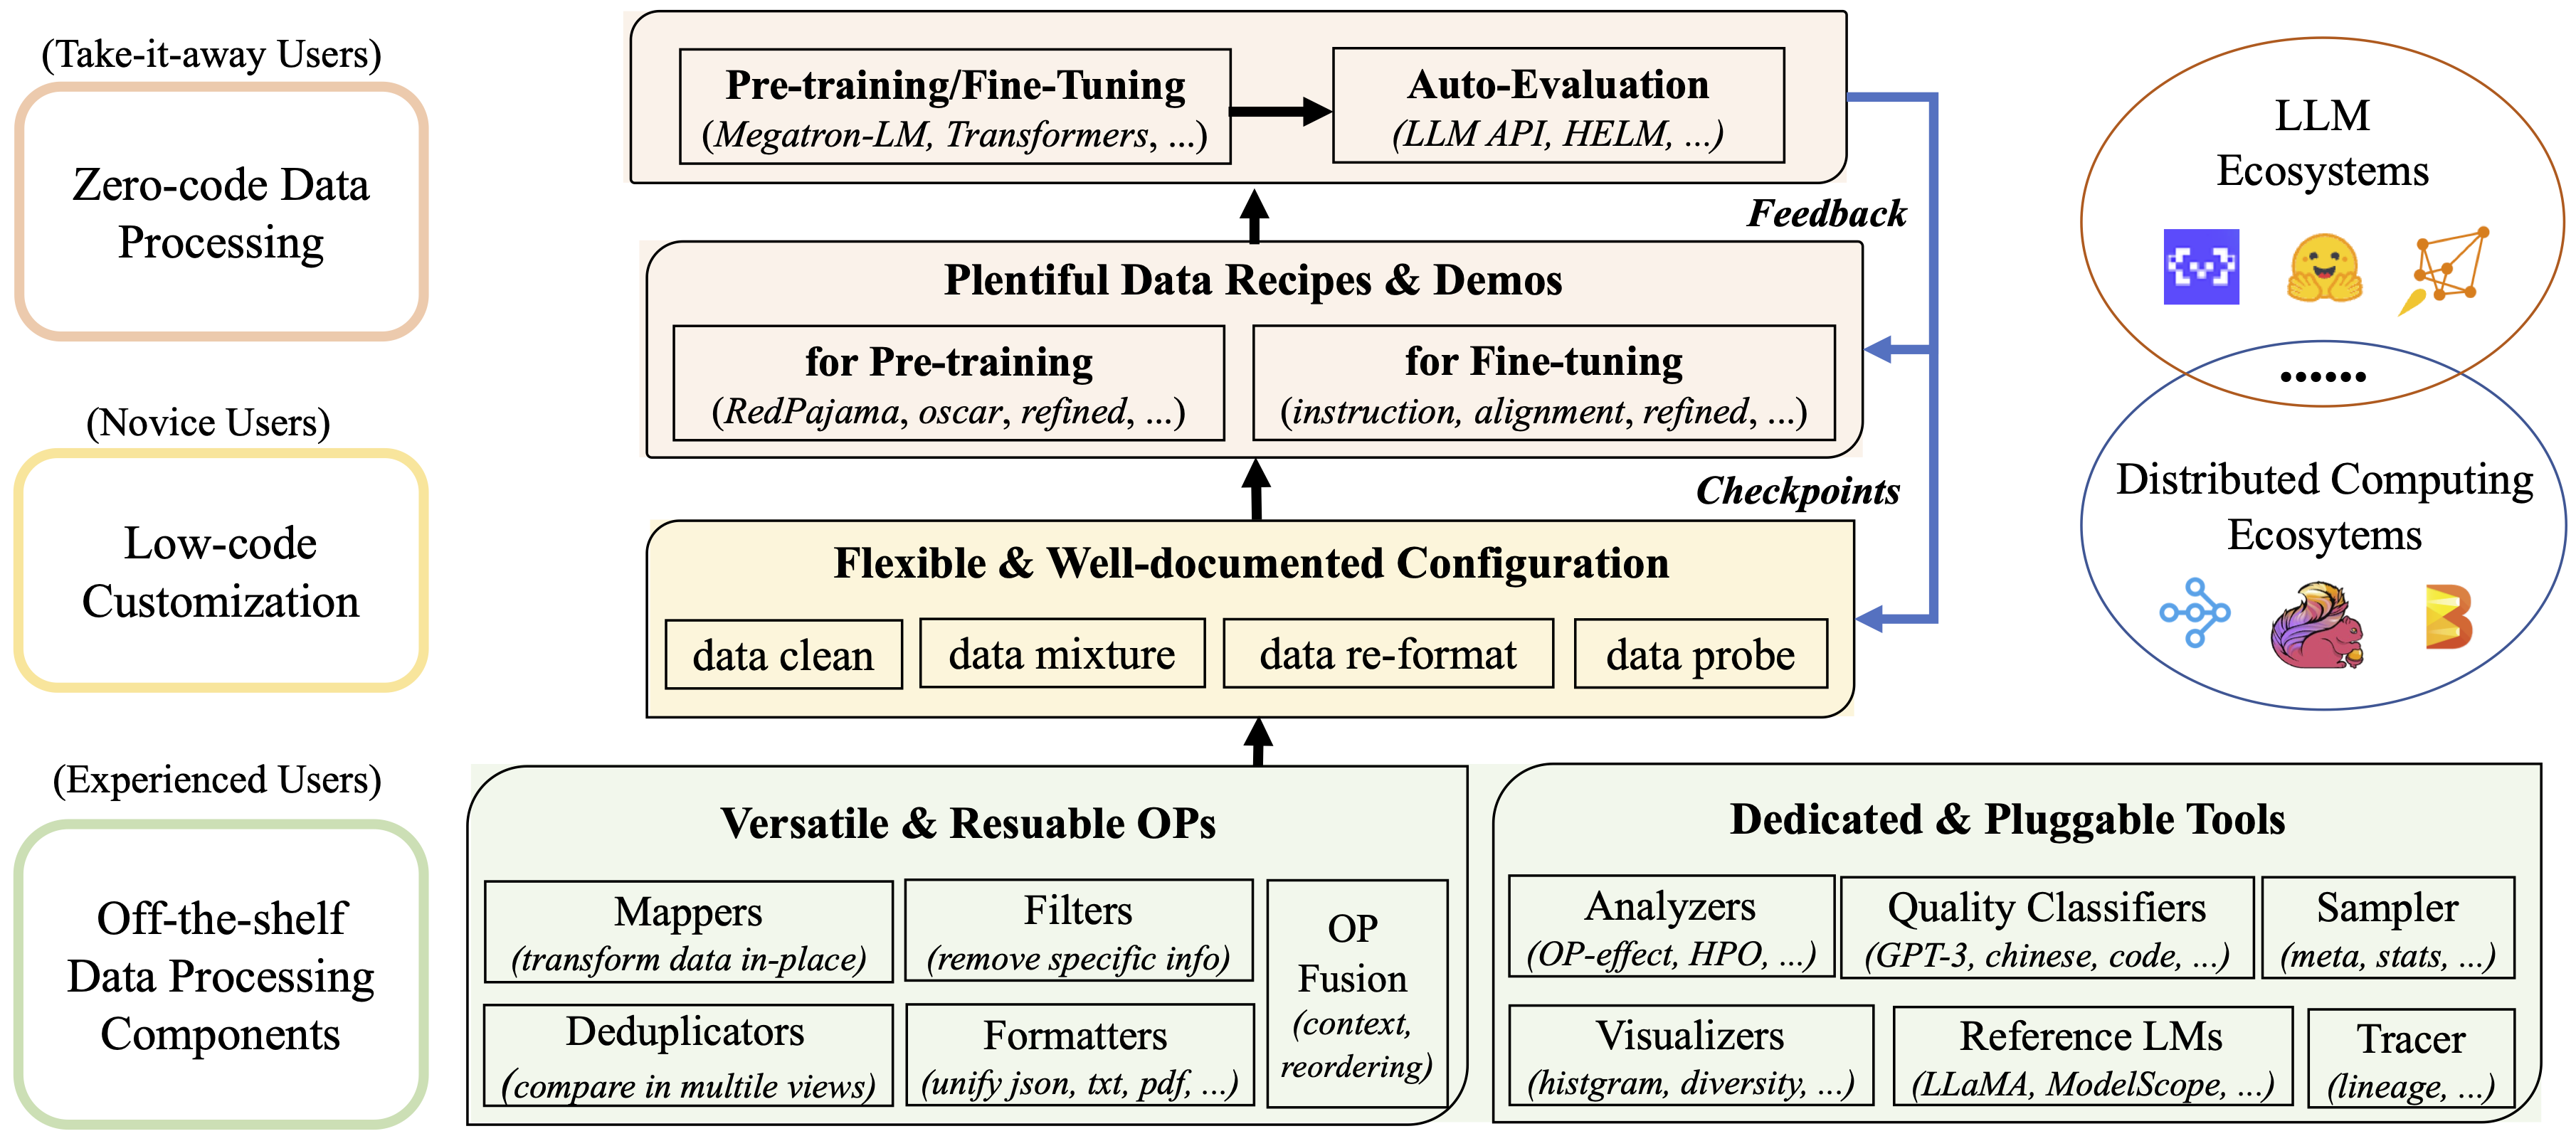 (Take-it-away Users)
Zero-code Data
Processing
(Novice Users)
Low-code
Customization
(Experienced Users)
Off-the-shelf
Data Processing
Components
Pre-training/Fine-Tuning
(Megatron-LM, Transformers, ...)
Auto-Evaluation
(LLM API, HELM, ...)
Feedback
Plentiful Data Recipes & Demos
for Pre-training
(RedPajama, oscar, refined, ...)
for Fine-tuning
(instruction, alignment, refined, ...)
Checkpoints
Flexible & Well-documented Configuration
data clean
data mixture
data re-format
data probe
Versatile & Resuable OPs
Mappers
(transform data in-place)
Filters
(remove specific info)
Deduplicators
(compare in multile views)
Formatters
(unify json, txt, pdf, ...)
OP
Fusion
(context,
reordering)
Dedicated & Pluggable Tools
Analyzers
(OP-effect, HPO, ...)
Quality Classifiers
(GPT-3, chinese, code, ...)
Sampler
(meta, stats, ...)
Visualizers
(histgram, diversity, ...)
Reference LMs
(LLaMA, ModelScope, ...)
Tracer
(lineage, ...)
LLM
Ecosystems
......
Distributed Computing
Ecosytems